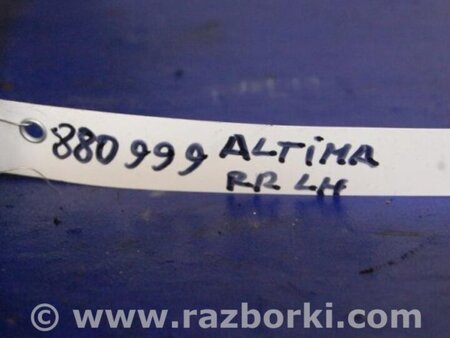 880999 ALTIMA
RR LH
© www.razborki.com